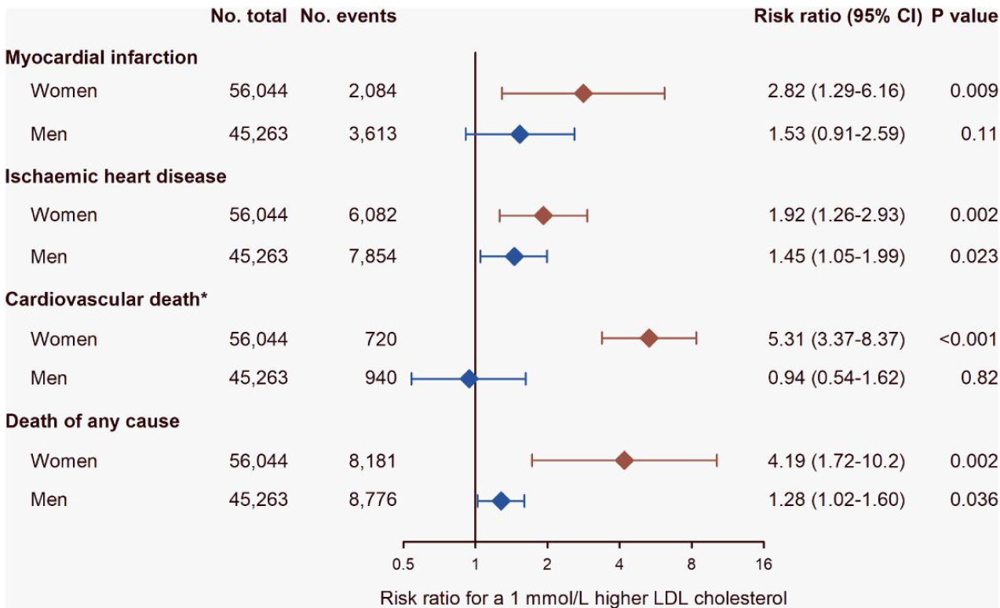 No. total No. events Risk ratio (95% CI) P value
Myocardial infarction
Women 56,044 2,084 2.82 (1.29-6.16) 0.009
Men 45,263 3,613 1.53 (0.91-2.59) 0.11
Ischaemic heart disease
Women 56,044 6,082 1.92 (1.26-2.93) 0.002
Men 45,263 7,854 1.45 (1.05-1.99) 0.023
Cardiovascular death*
Women 56,044 720 5.31 (3.37-8.37) <0.001
Men 45,263 940 0.94 (0.54-1.62) 0.82
Death of any cause
Women 56,044 8,181 4.19 (1.72-10.2) 0.002
Men 45,263 8,776 1.28 (1.02-1.60) 0.036
0.5 1 2 4 8 16
Risk ratio for a 1 mmol/L higher LDL cholesterol